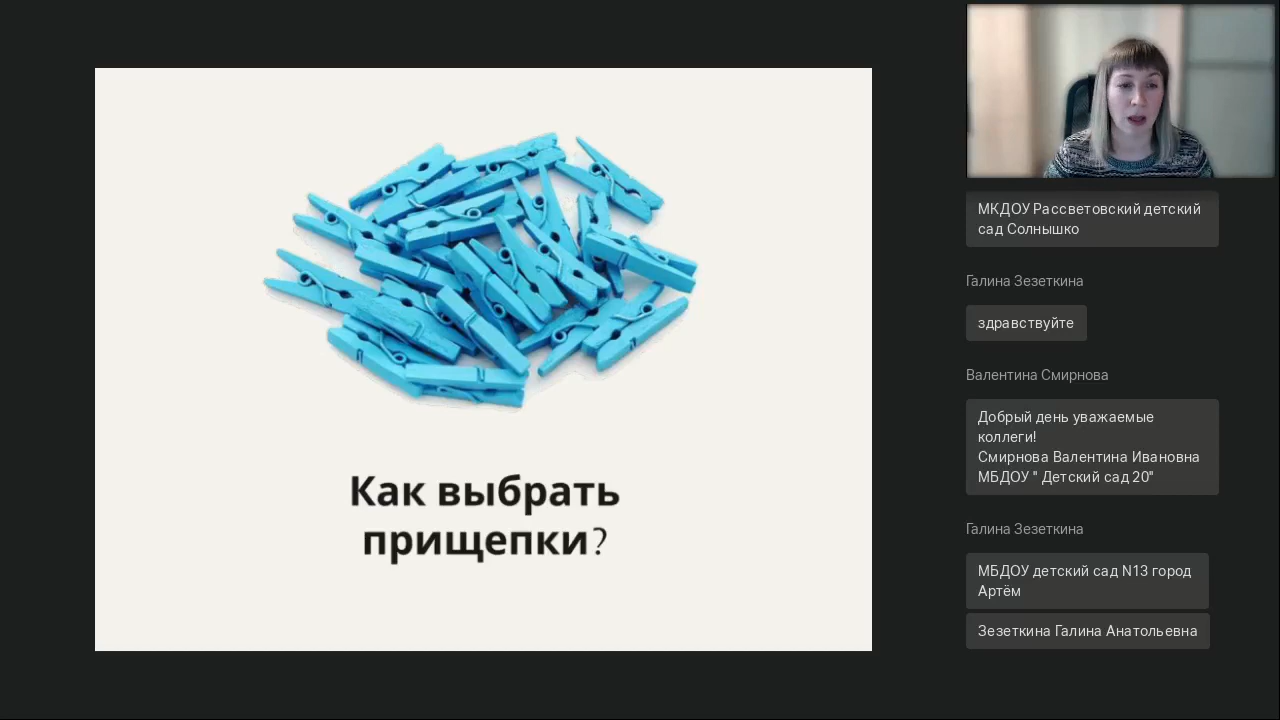 Как выбрать
прищепки?
МКДОУ Рассветовский детский
сад Солнышко
Галина Зезеткина
здравствуйте
Валентина Смирнова
Добрый день уважаемые
коллеги!
Смирнова Валентина Ивановна
МБДОУ " Детский сад 20"
Галина Зезеткина
МБДОУ детский сад N13 город
Артём
Зезеткина Галина Анатольевна